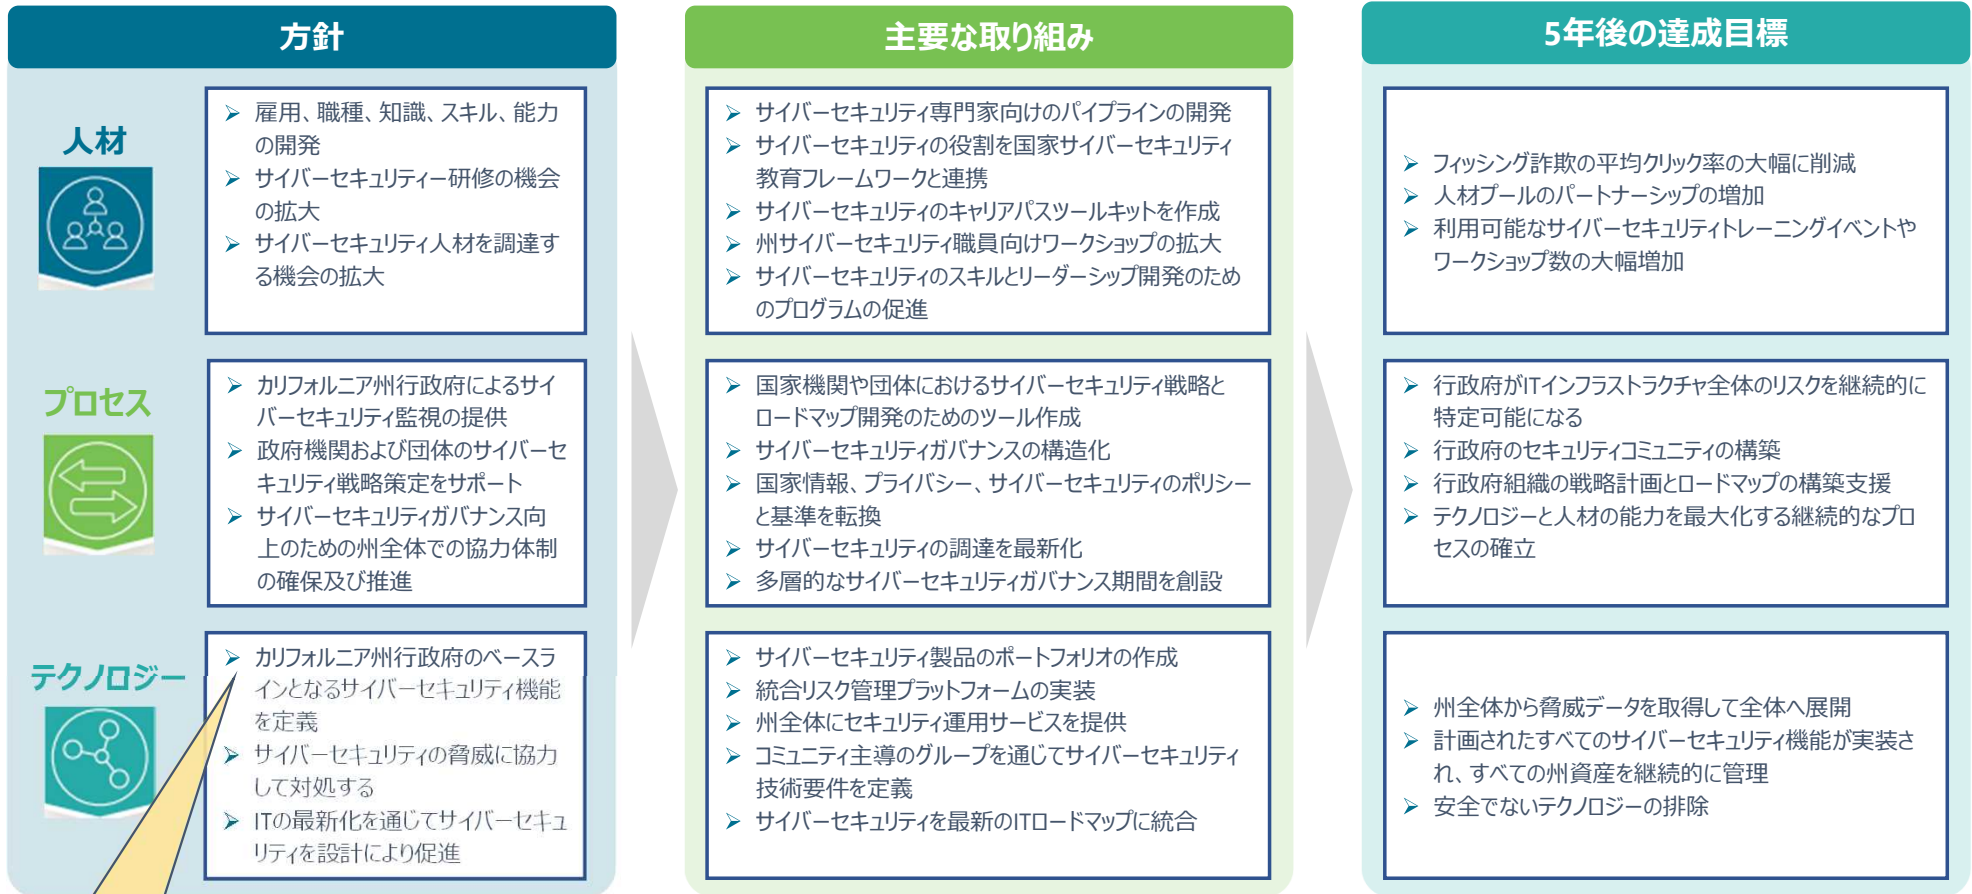 方針
人材
➢ 雇用、職種、知識、スキル、能力
の開発
➢ サイバーセキュリティー研修の機会
の拡大
➢ サイバーセキュリティ人材を調達す
る機会の拡大
プロセス
➢ カリフォルニア州行政府によるサイ
バーセキュリティ監視の提供
➢ 政府機関および団体のサイバーセ
キュリティ戦略策定をサポート
➢ サイバーセキュリティガバナンス向
上のための州全体での協力体制
の確保及び推進
テクノロジー
➢ カリフォルニア州行政府のベースラ
インとなるサイバーセキュリティ機能
を定義
➢ サイバーセキュリティの脅威に協力
して対処する
➢ ITの最新化を通じてサイバーセキュ
リティを設計により促進
主要な取り組み
➢ サイバーセキュリティ専門家向けのパイプラインの開発
➢ サイバーセキュリティの役割を国家サイバーセキュリティ
教育フレームワークと連携
➢ サイバーセキュリティのキャリアパスツールキットを作成
➢ 州サイバーセキュリティ職員向けワークショップの拡大
➢ サイバーセキュリティのスキルとリーダーシップ開発のため
のプログラムの促進
➢ 国家機関や団体におけるサイバーセキュリティ戦略と
ロードマップ開発のためのツール作成
➢ サイバーセキュリティガバナンスの構造化
➢ 国家情報、プライバシー、サイバーセキュリティのポリシー
と基準を転換
➢ サイバーセキュリティの調達を最新化
➢ 多層的なサイバーセキュリティガバナンス期間を創設
➢ サイバーセキュリティ製品のポートフォリオの作成
➢ 統合リスク管理プラットフォームの実装
➢ 州全体にセキュリティ運用サービスを提供
➢ コミュニティ主導のグループを通じてサイバーセキュリティ
技術要件を定義
➢ サイバーセキュリティを最新のITロードマップに統合
5年後の達成目標
➢ フィッシング詐欺の平均クリック率の大幅に削減
➢ 人材プールのパートナーシップの増加
➢ 利用可能なサイバーセキュリティトレーニングイベントや
ワークショップ数の大幅増加
➢ 行政府がITインフラストラクチャ全体のリスクを継続的に
特定可能になる
➢ 行政府のセキュリティコミュニティの構築
➢ 行政府組織の戦略計画とロードマップの構築支援
➢ テクノロジーと人材の能力を最大化する継続的なプロ
セスの確立
➢ 州全体から脅威データを取得して全体へ展開
➢ 計画されたすべてのサイバーセキュリティ機能が実装さ
れ、すべての州資産を継続的に管理
➢ 安全でないテクノロジーの排除